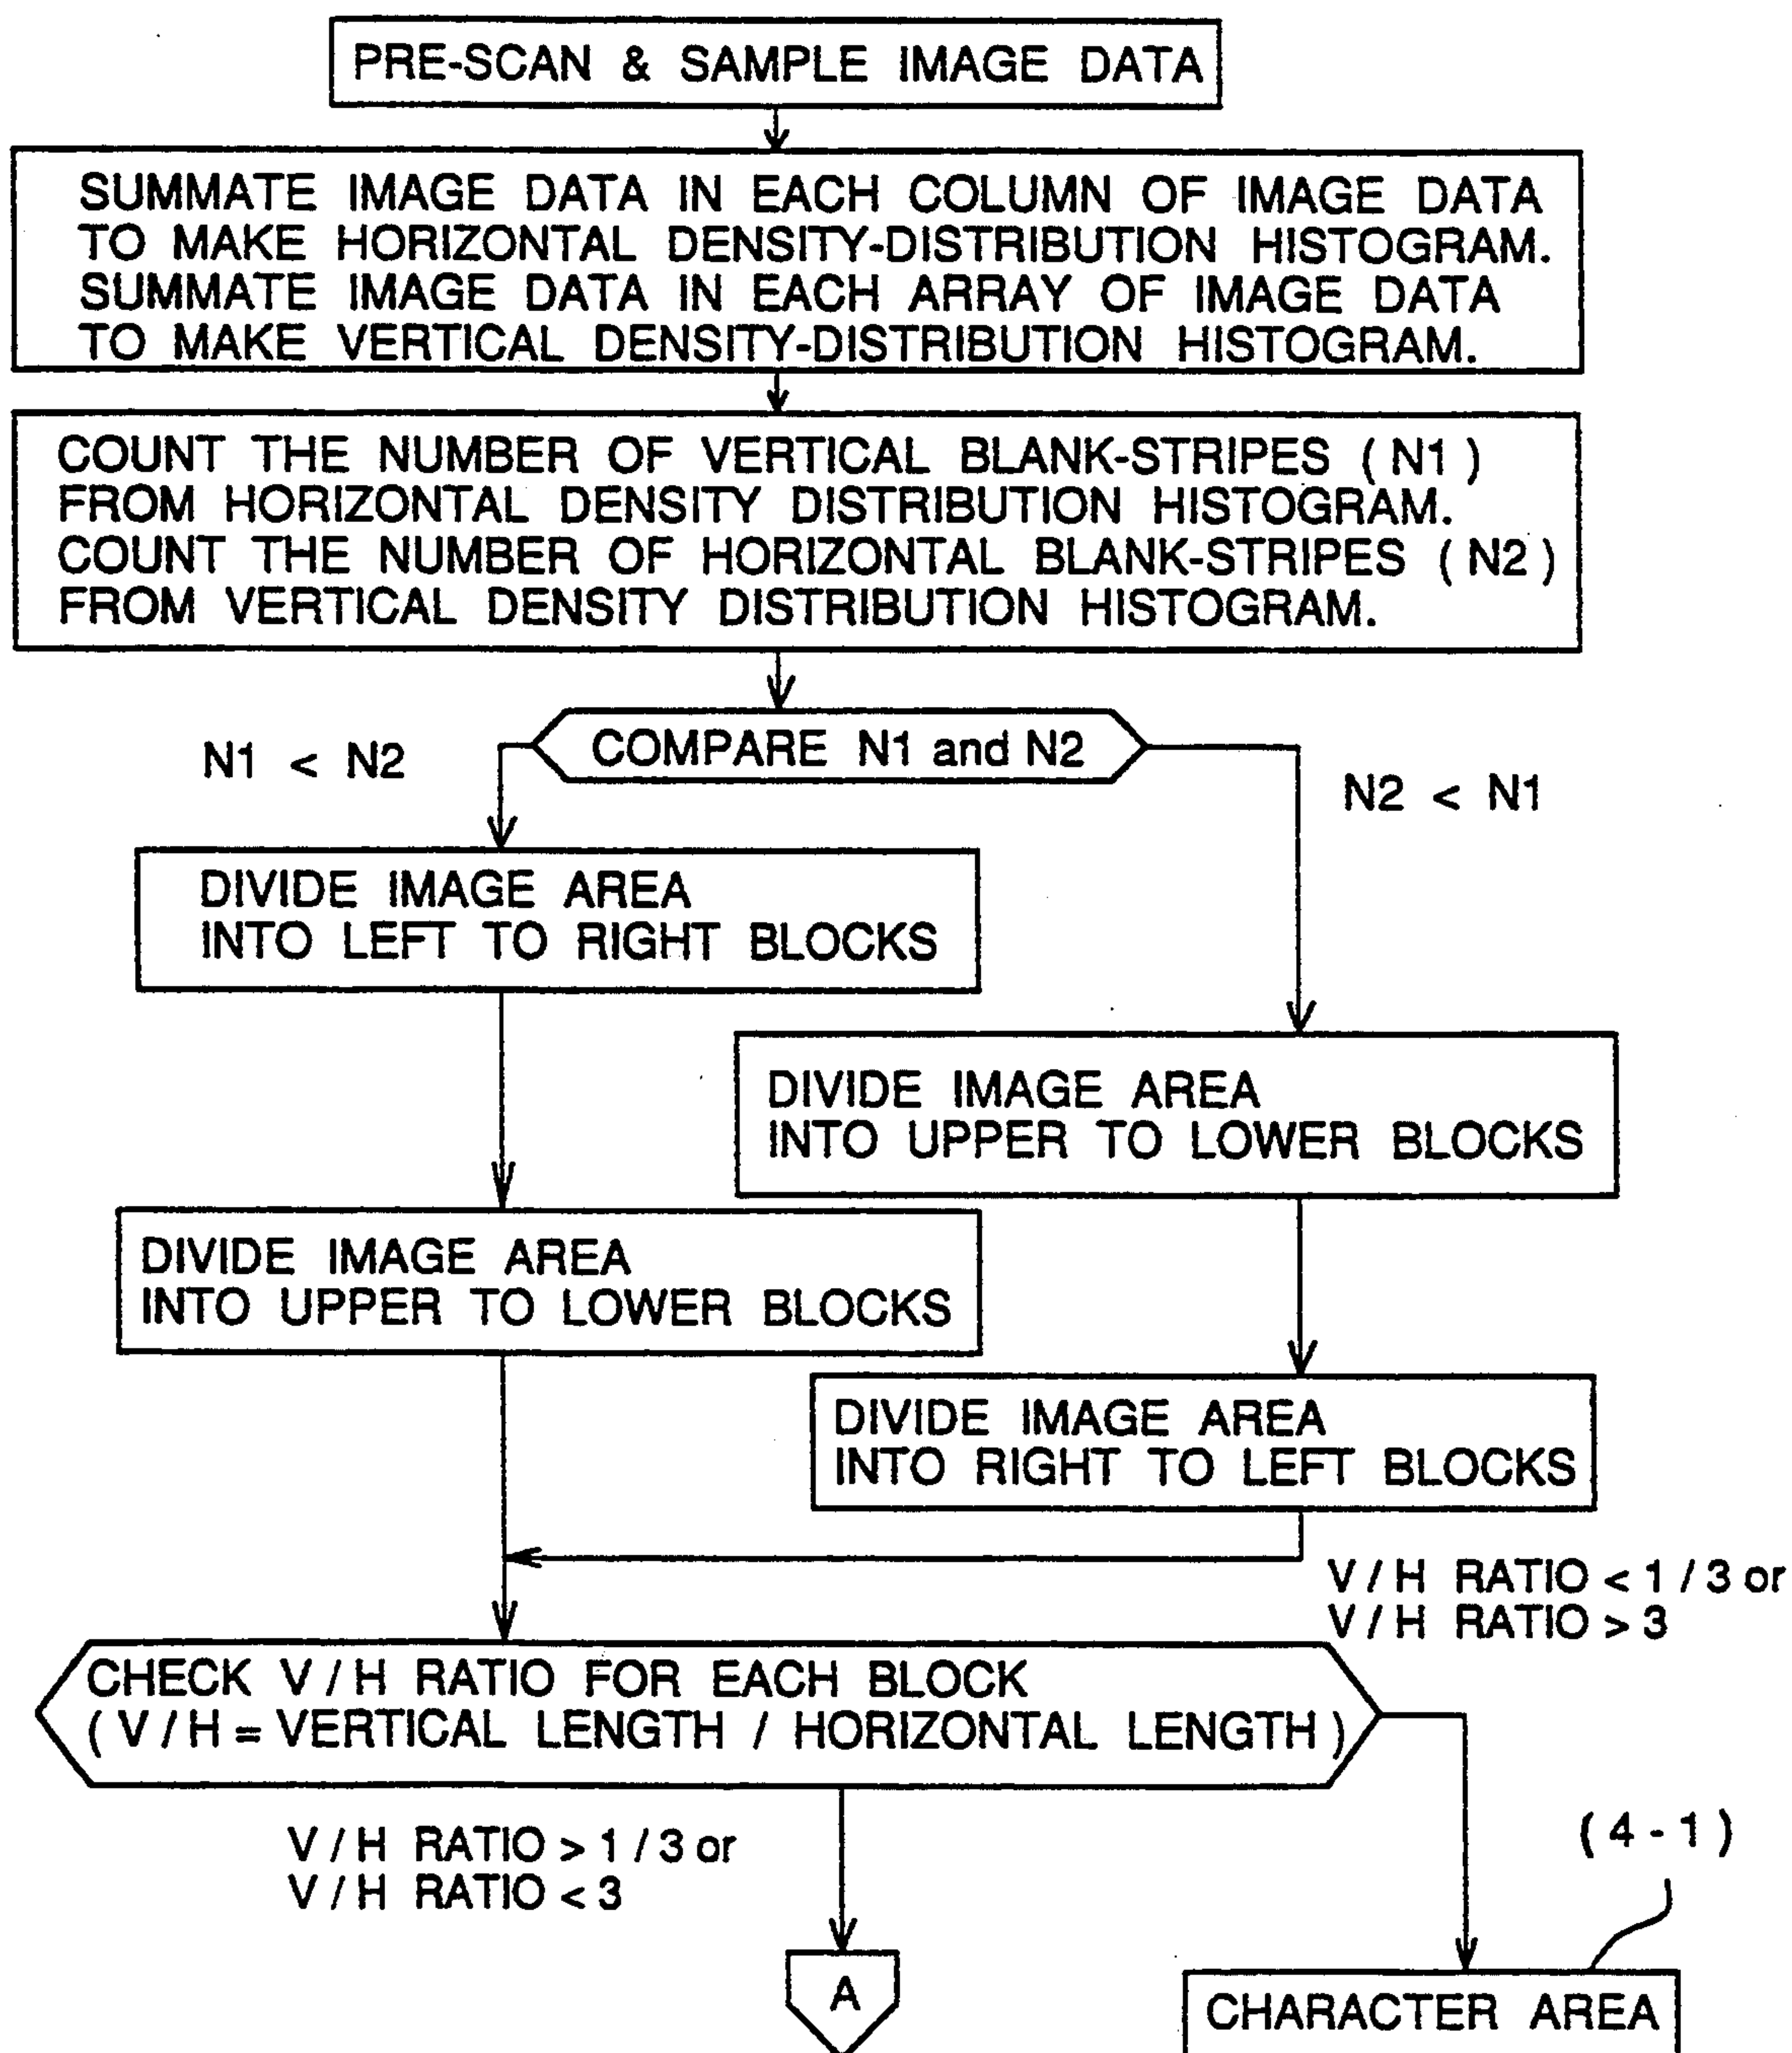 PRE-SCAN & SAMPLE IMAGE DATA
SUMMATE IMAGE DATA IN EACH COLUMN OF IMAGE DATA
TO MAKE HORIZONTAL DENSITY-DISTRIBUTION HISTOGRAM.
SUMMATE IMAGE DATA IN EACH ARRAY OF IMAGE DATA
TO MAKE VERTICAL DENSITY-DISTRIBUTION HISTOGRAM.
COUNT THE NUMBER OF VERTICAL BLANK-STRIPES (N1)
FROM HORIZONTAL DENSITY DISTRIBUTION HISTOGRAM.
COUNT THE NUMBER OF HORIZONTAL BLANK-STRIPES (N2)
FROM VERTICAL DENSITY DISTRIBUTION HISTOGRAM.
COMPARE N1 and N2
N1 < N2
N2 < N1
DIVIDE IMAGE AREA
INTO LEFT TO RIGHT BLOCKS
DIVIDE IMAGE AREA
INTO UPPER TO LOWER BLOCKS
DIVIDE IMAGE AREA
INTO UPPER TO LOWER BLOCKS
DIVIDE IMAGE AREA
INTO RIGHT TO LEFT BLOCKS
V/H RATIO < 1/3 or
V/H RATIO > 3
CHECK V/H RATIO FOR EACH BLOCK
(V/H = VERTICAL LENGTH / HORIZONTAL LENGTH)
V/H RATIO > 1/3 or
V/H RATIO < 3
(4-1)
A
CHARACTER AREA